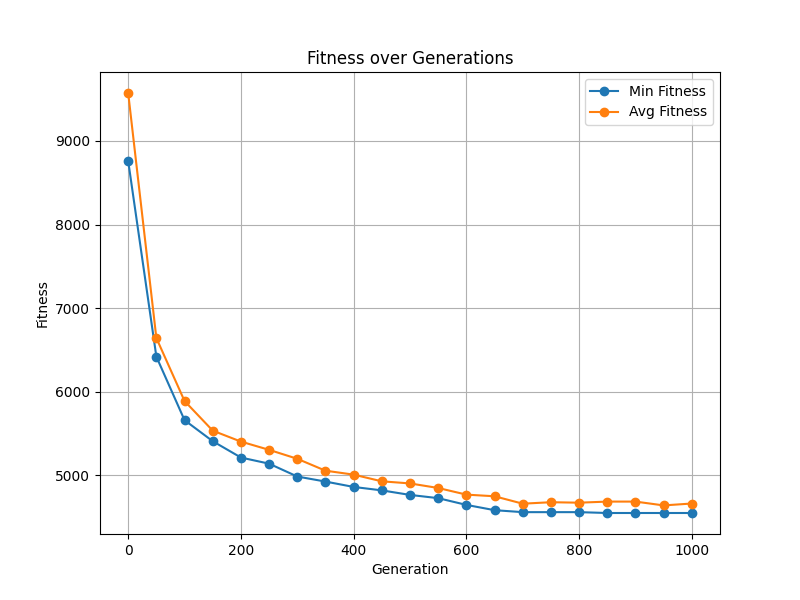 Fitness over Generations
Min Fitness
Avg Fitness
9000
8000
7000
6000
5000
Fitness
0 200 400 600 800 1000
Generation